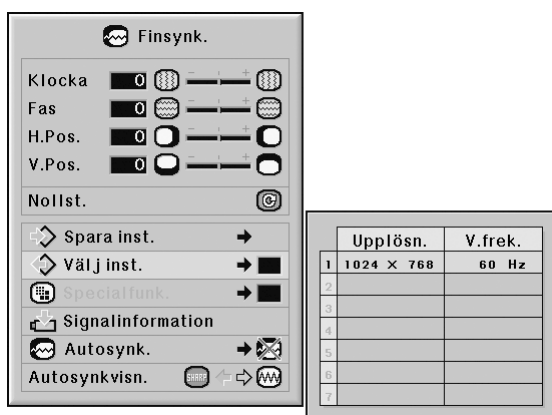 Finsynk.
Klocka 0 - +
Fas 0 - +
H.Pos. 0 - +
V.Pos. 0 - +
Nollst.
Spara inst.
Välj inst.
Specialfunk.
Signalinformation
Autosynk.
Autosynkvisn. SHARP
Upplösn. V.frek.
1 1024 × 768 60 Hz
2
3
4
5
6
7